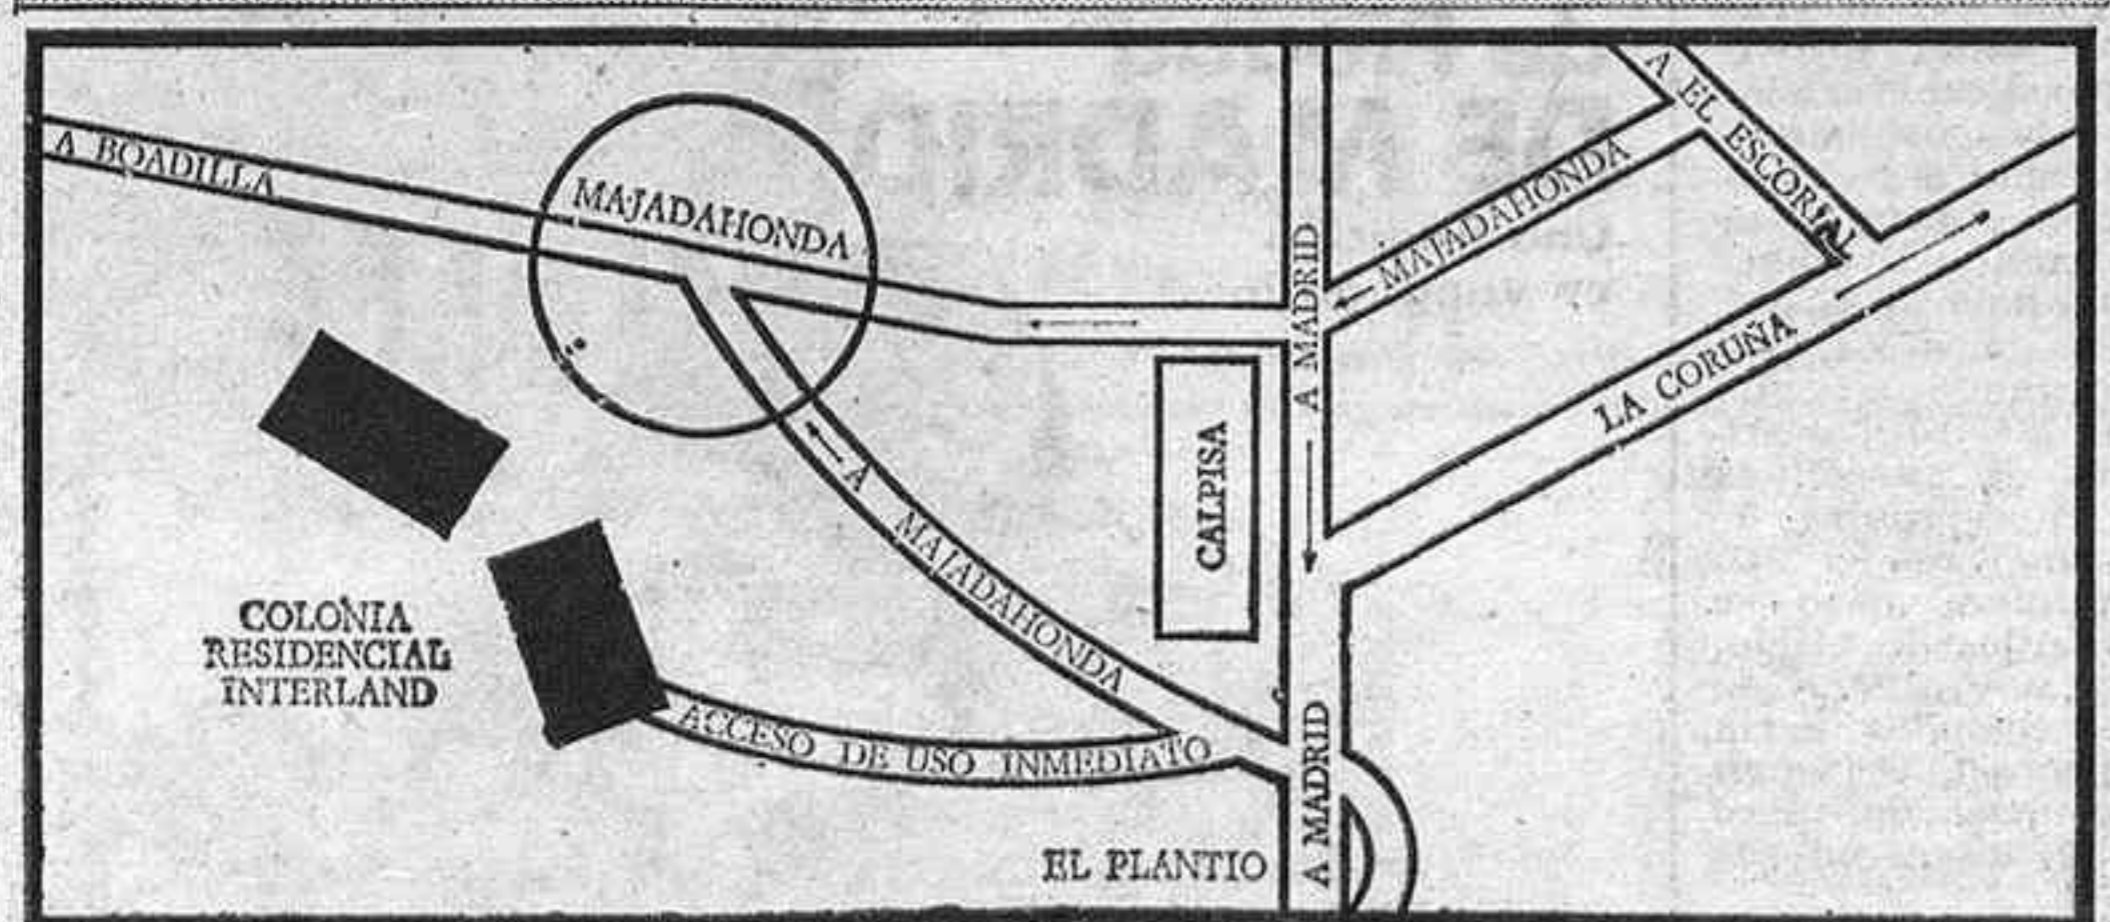 A EL ESCORIAL
A BOADILLA
MAJADAHONDA
MAJADAHONDA
A MADRID
LA CORUÑA
CALPISA
A MAJADAHONDA
COLONIA
RESIDENCIAL
INTERLAND
ACCESO DE USO INMEDIATO
A MADRID
EL PLANTIO